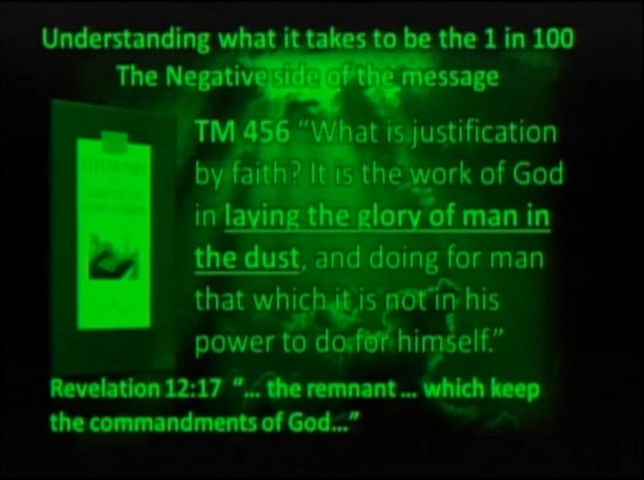 Understanding what it takes to be the 1 in 100
The Negative side of the message
TM 456 “What is justification
by faith? It is the work of God
in laying the glory of man in
the dust, and doing for man
that which it is not in his
power to do for himself.”
Revelation 12:17 “... the remnant ... which keep
the commandments of God...”